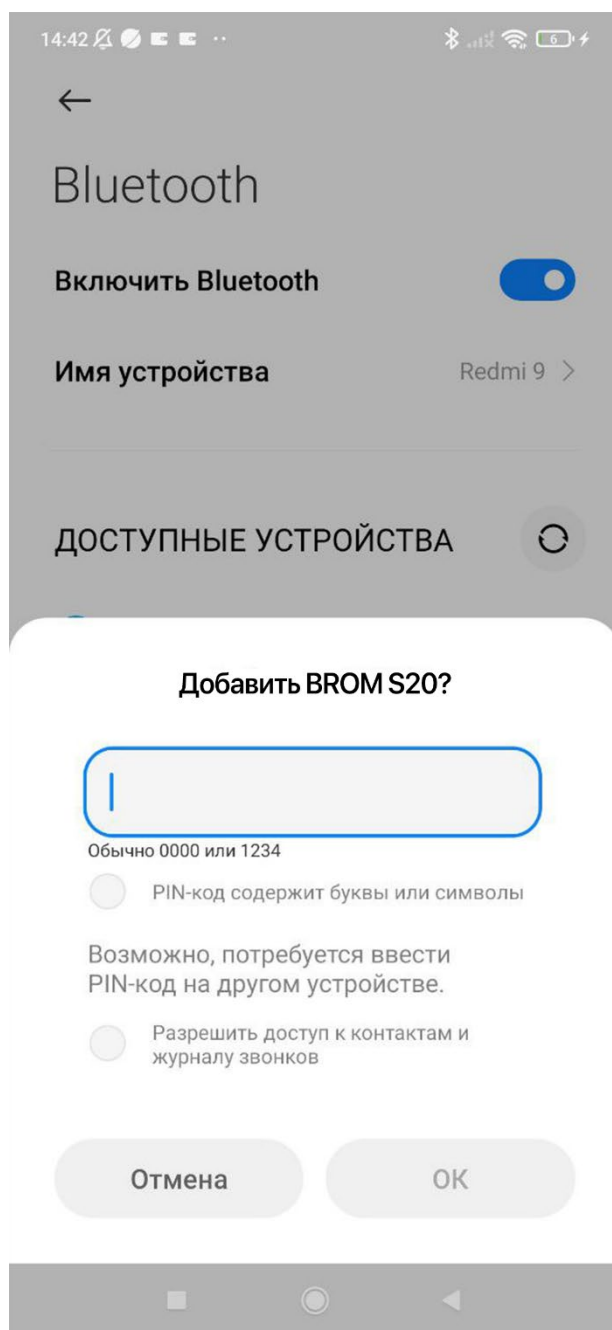 14:42
6
Bluetooth
Включить Bluetooth
Имя устройства Redmi 9
ДОСТУПНЫЕ УСТРОЙСТВА
Добавить BROM S20?
Обычно 0000 или 1234
PIN-код содержит буквы или символы
Возможно, потребуется ввести
PIN-код на другом устройстве.
Разрешить доступ к контактам и
журналу звонков
Отмена ОК